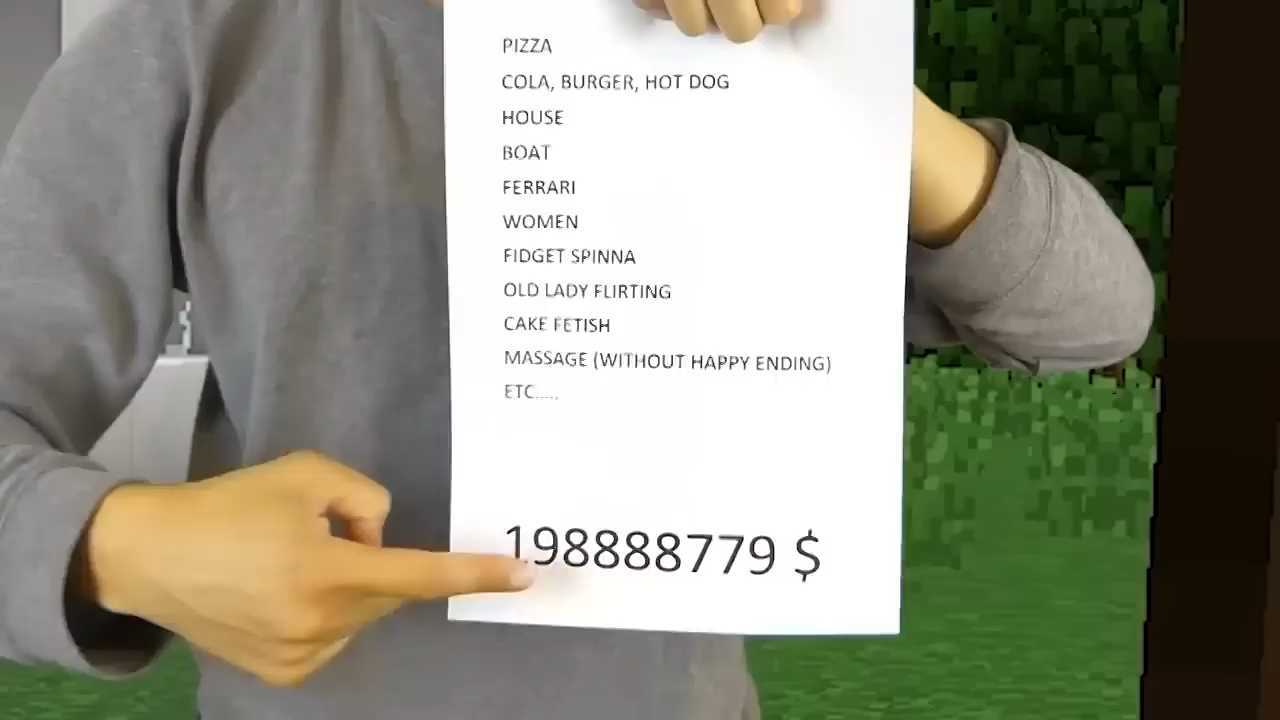 PIZZA
COLA, BURGER, HOT DOG
HOUSE
BOAT
FERRARI
WOMEN
FIDGET SPINNA
OLD LADY FLIRTING
CAKE FETISH
MASSAGE (WITHOUT HAPPY ENDING)
ETC.....
198888779 $